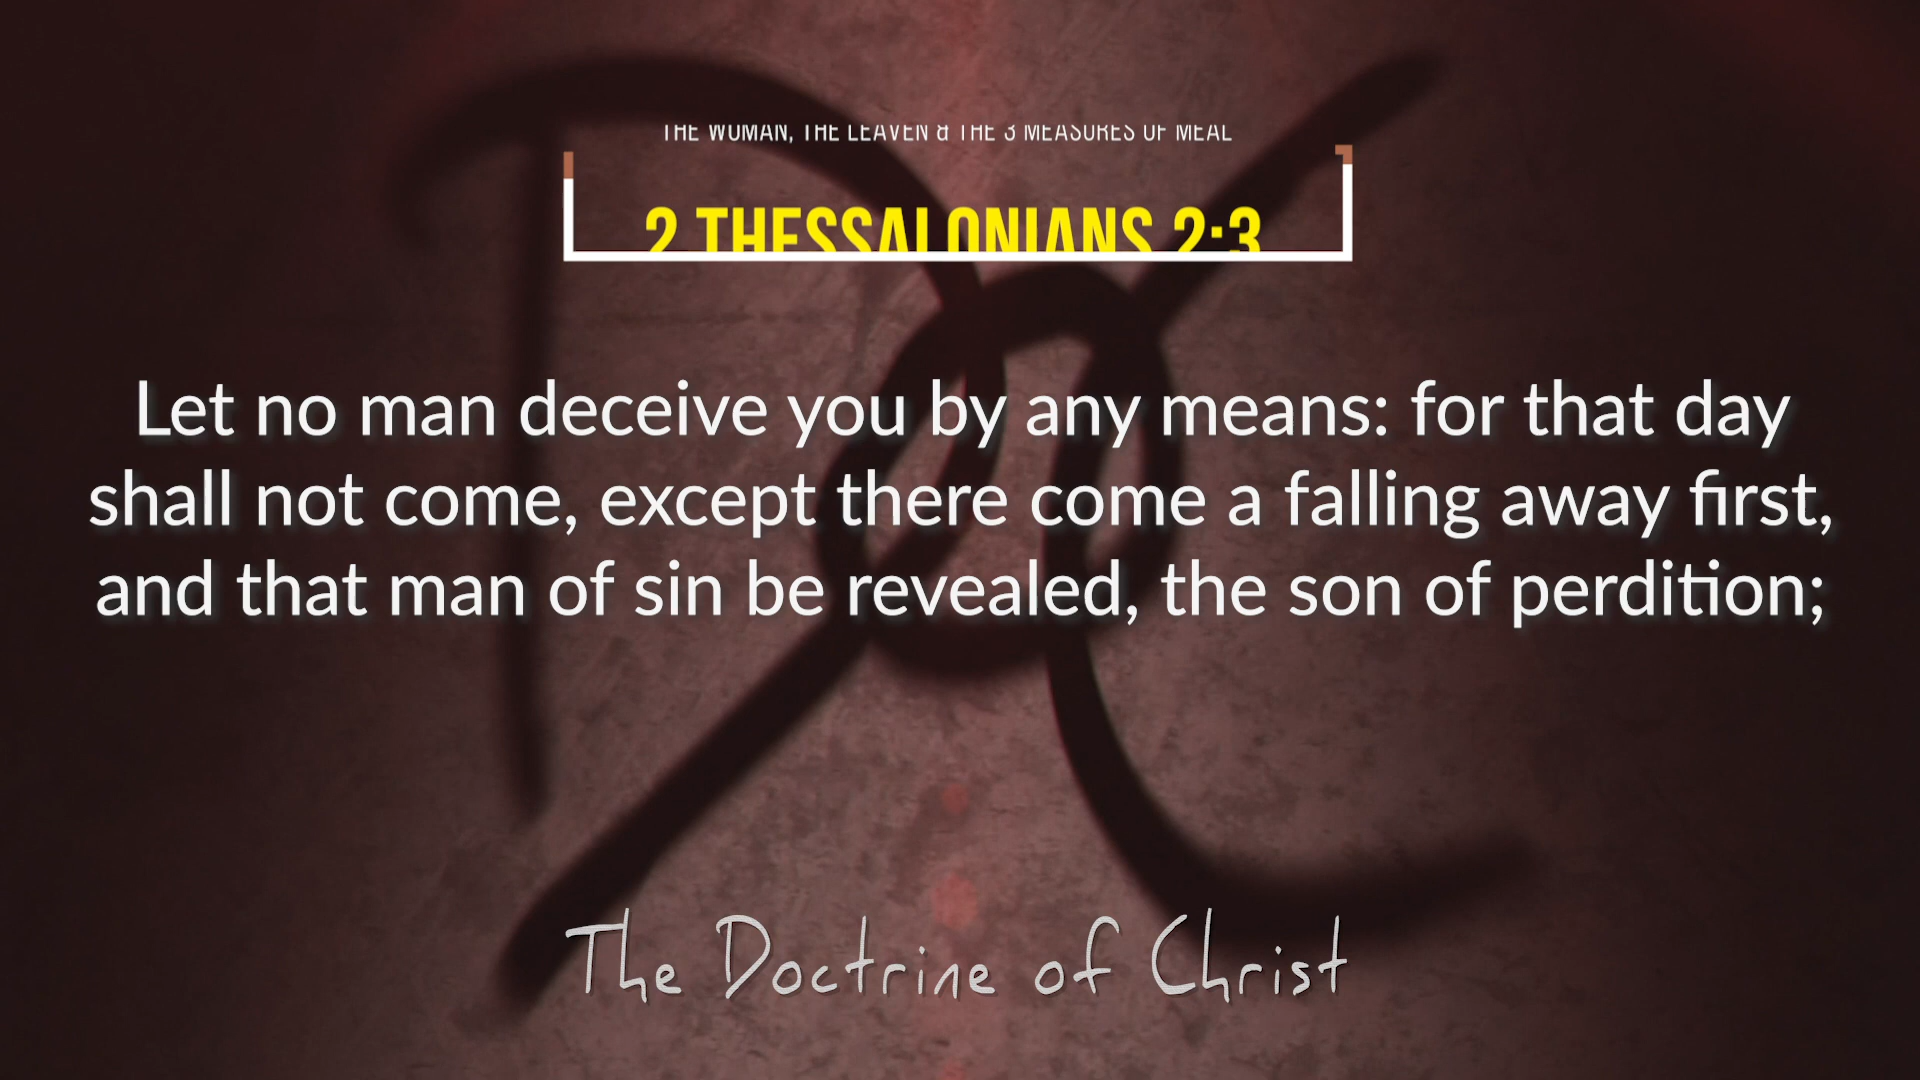 THE WOMAN, THE LEAVEN & THE 3 MEASURES OF MEAL
2 THESSALONIANS 2:3
Let no man deceive you by any means: for that day
shall not come, except there come a falling away first,
and that man of sin be revealed, the son of perdition;
The Doctrine of Christ